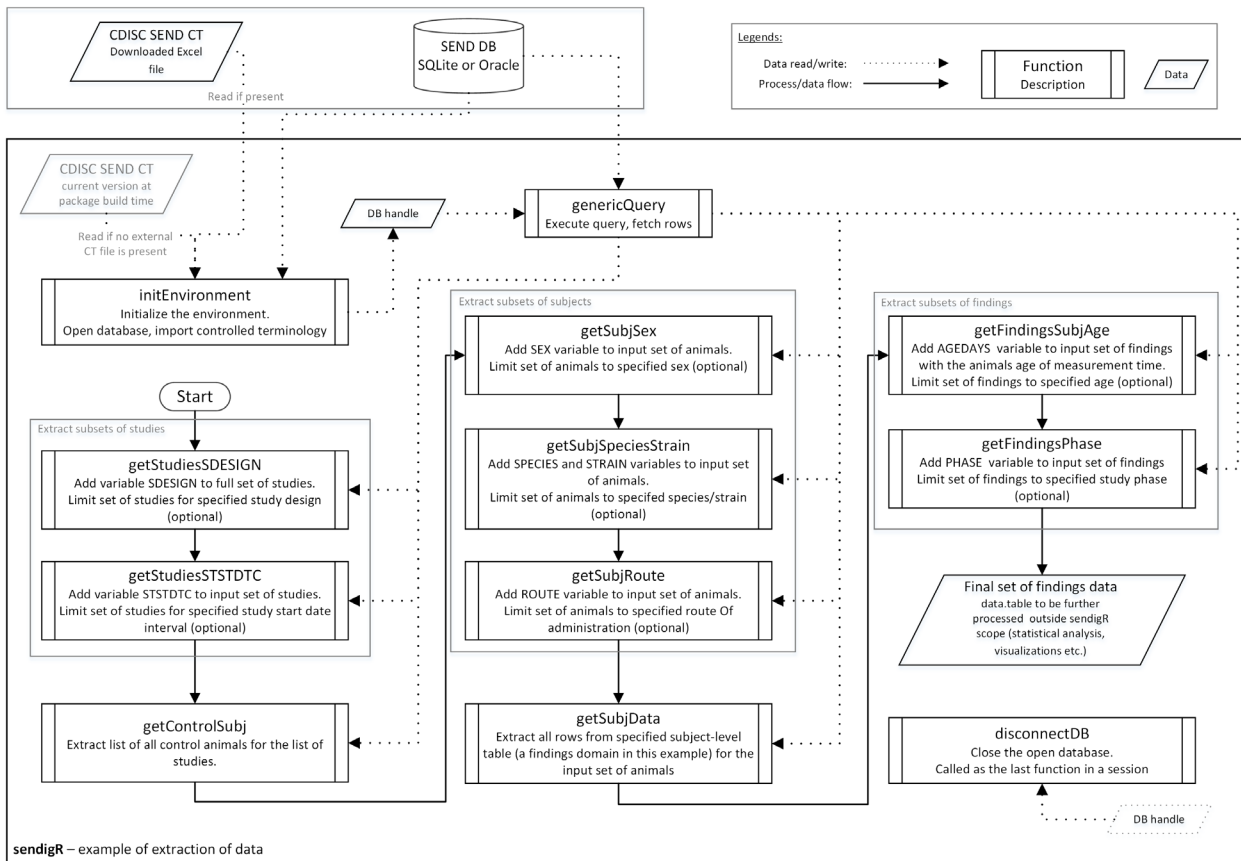 CDISC SEND CT
Downloaded Excel
file
SEND DB
SQLite or Oracle
Read if present
Legends:
Data read/write:
Process/data flow:
Function
Description
Data
CDISC SEND CT
current version at
package build time
Read if no external
CT file is present
DB handle
genericQuery
Execute query, fetch rows
initEnvironment
Initialize the environment.
Open database, import controlled terminology
Start
Extract subsets of studies
getStudiesSDESIGN
Add variable SDESIGN to full set of studies.
Limit set of studies for specified study design
(optional)
getStudiesSTSTDTC
Add variable STSTDTC to input set of studies.
Limit set of studies for specified study start date
interval (optional)
getControlSubj
Extract list of all control animals for the list of
studies.
Extract subsets of subjects
getSubjSex
Add SEX variable to input set of animals.
Limit set of animals to specified sex (optional)
getSubjSpeciesStrain
Add SPECIES and STRAIN variables to input set
of animals.
Limit set of animals to specifed species/strain
(optional)
getSubjRoute
Add ROUTE variable to input set of animals.
Limit set of animals to specified route Of
administration (optional)
getSubjData
Extract all rows from specified subject-level
table (a findings domain in this example) for the
input set of animals
Extract subsets of findings
getFindingsSubjAge
Add AGEDAYS variable to input set of findings
with the animals age of measurement time.
Limit set of findings to specified age (optional)
getFindingsPhase
Add PHASE variable to input set of findings
Limit set of findings to specified study phase
(optional)
Final set of findings data
data.table to be further
processed outside sendigR
scope (statistical analysis,
visualizations etc.)
disconnectDB
Close the open database.
Called as the last function in a session
DB handle
sendigR – example of extraction of data